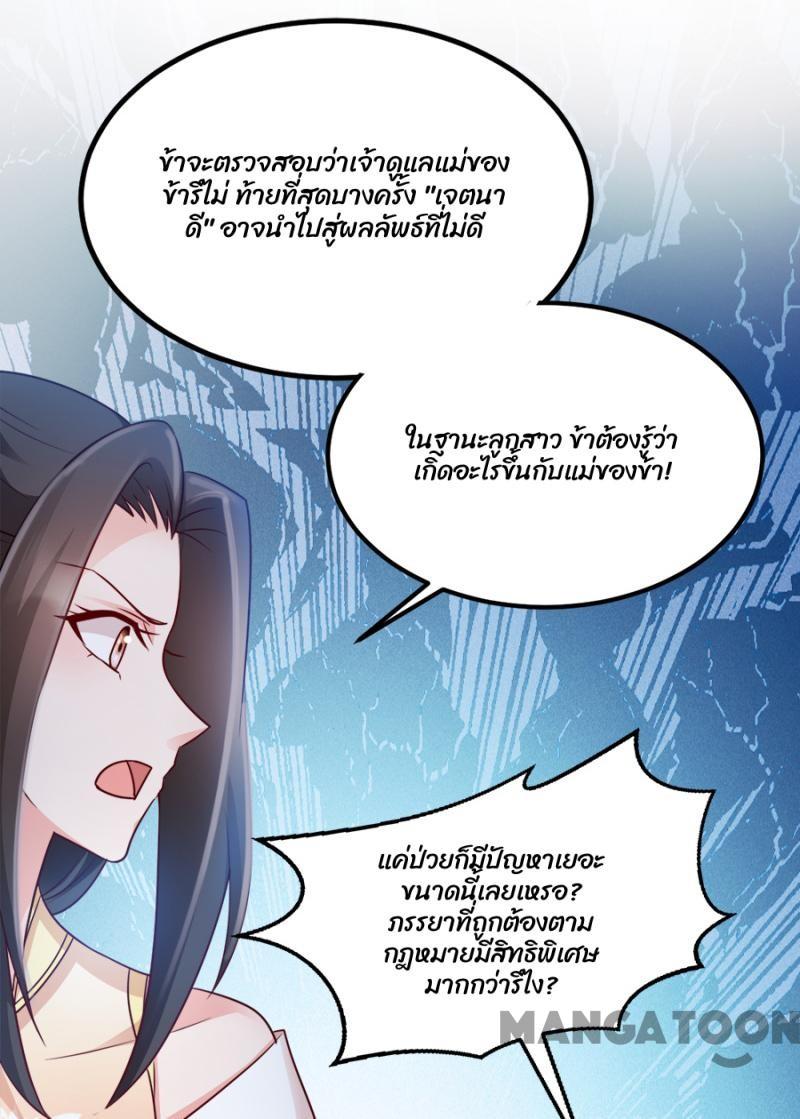 ข้าจะตรวจสอบว่าเจ้าดูแลแม่ของ
ข้ารึไม่ ท้ายที่สุดบางครั้ง "เจตนา
ดี" อาจนำไปสู่ผลลัพธ์ที่ไม่ดี
ในฐานะลูกสาว ข้าต้องรู้ว่า
เกิดอะไรขึ้นกับแม่ของข้า!
แค่ป่วยก็มีปัญหาเยอะ
ขนาดนี้เลยเหรอ?
ภรรยาที่ถูกต้องตาม
กฎหมายมีสิทธิพิเศษ
มากกว่ารึไง?
MANGATOON